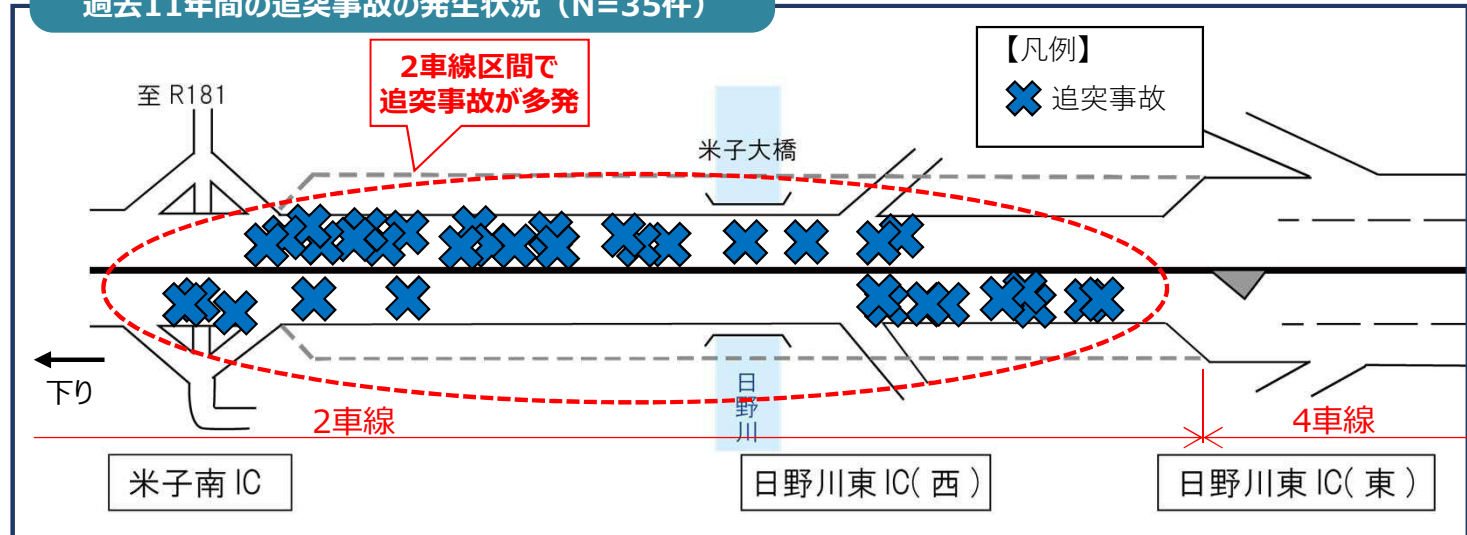 過去11年間の追突事故の発生状況（N=35件）
2車線区間で
追突事故が多発
【凡例】
追突事故
至 R181
米子大橋
下り
日野川
2車線
4車線
米子南 IC
日野川東 IC( 西 )
日野川東 IC( 東 )